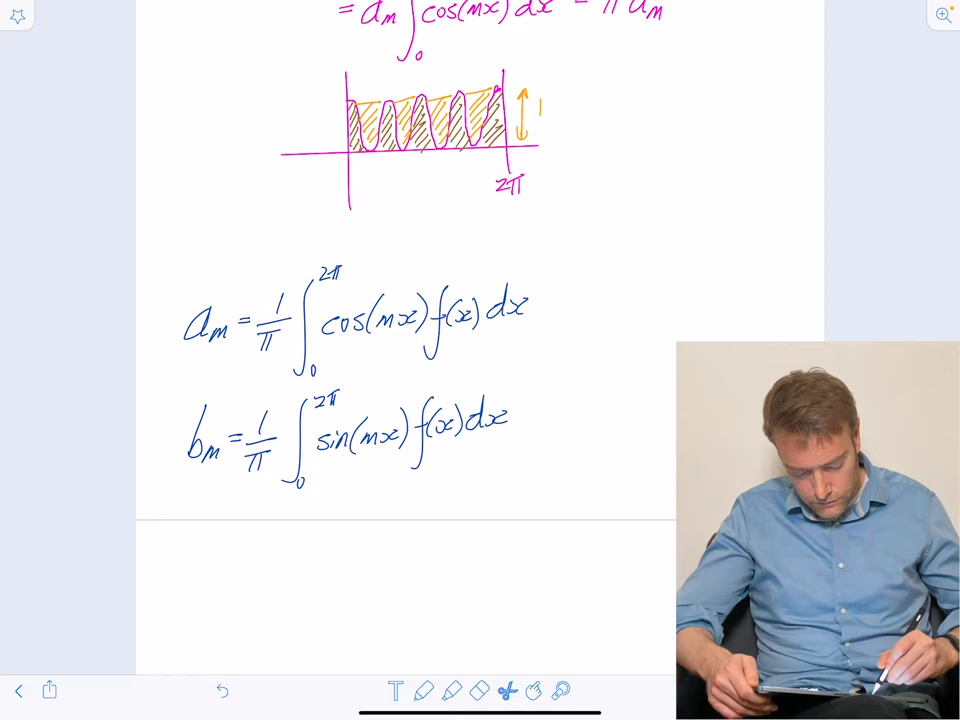 = a_m ∫_0 cos(mx) dx = π a_m
1
2π
a_m = 1/π ∫_0^{2π} cos(mx) f(x) dx
b_m = 1/π ∫_0^{2π} sin(mx) f(x) dx
T